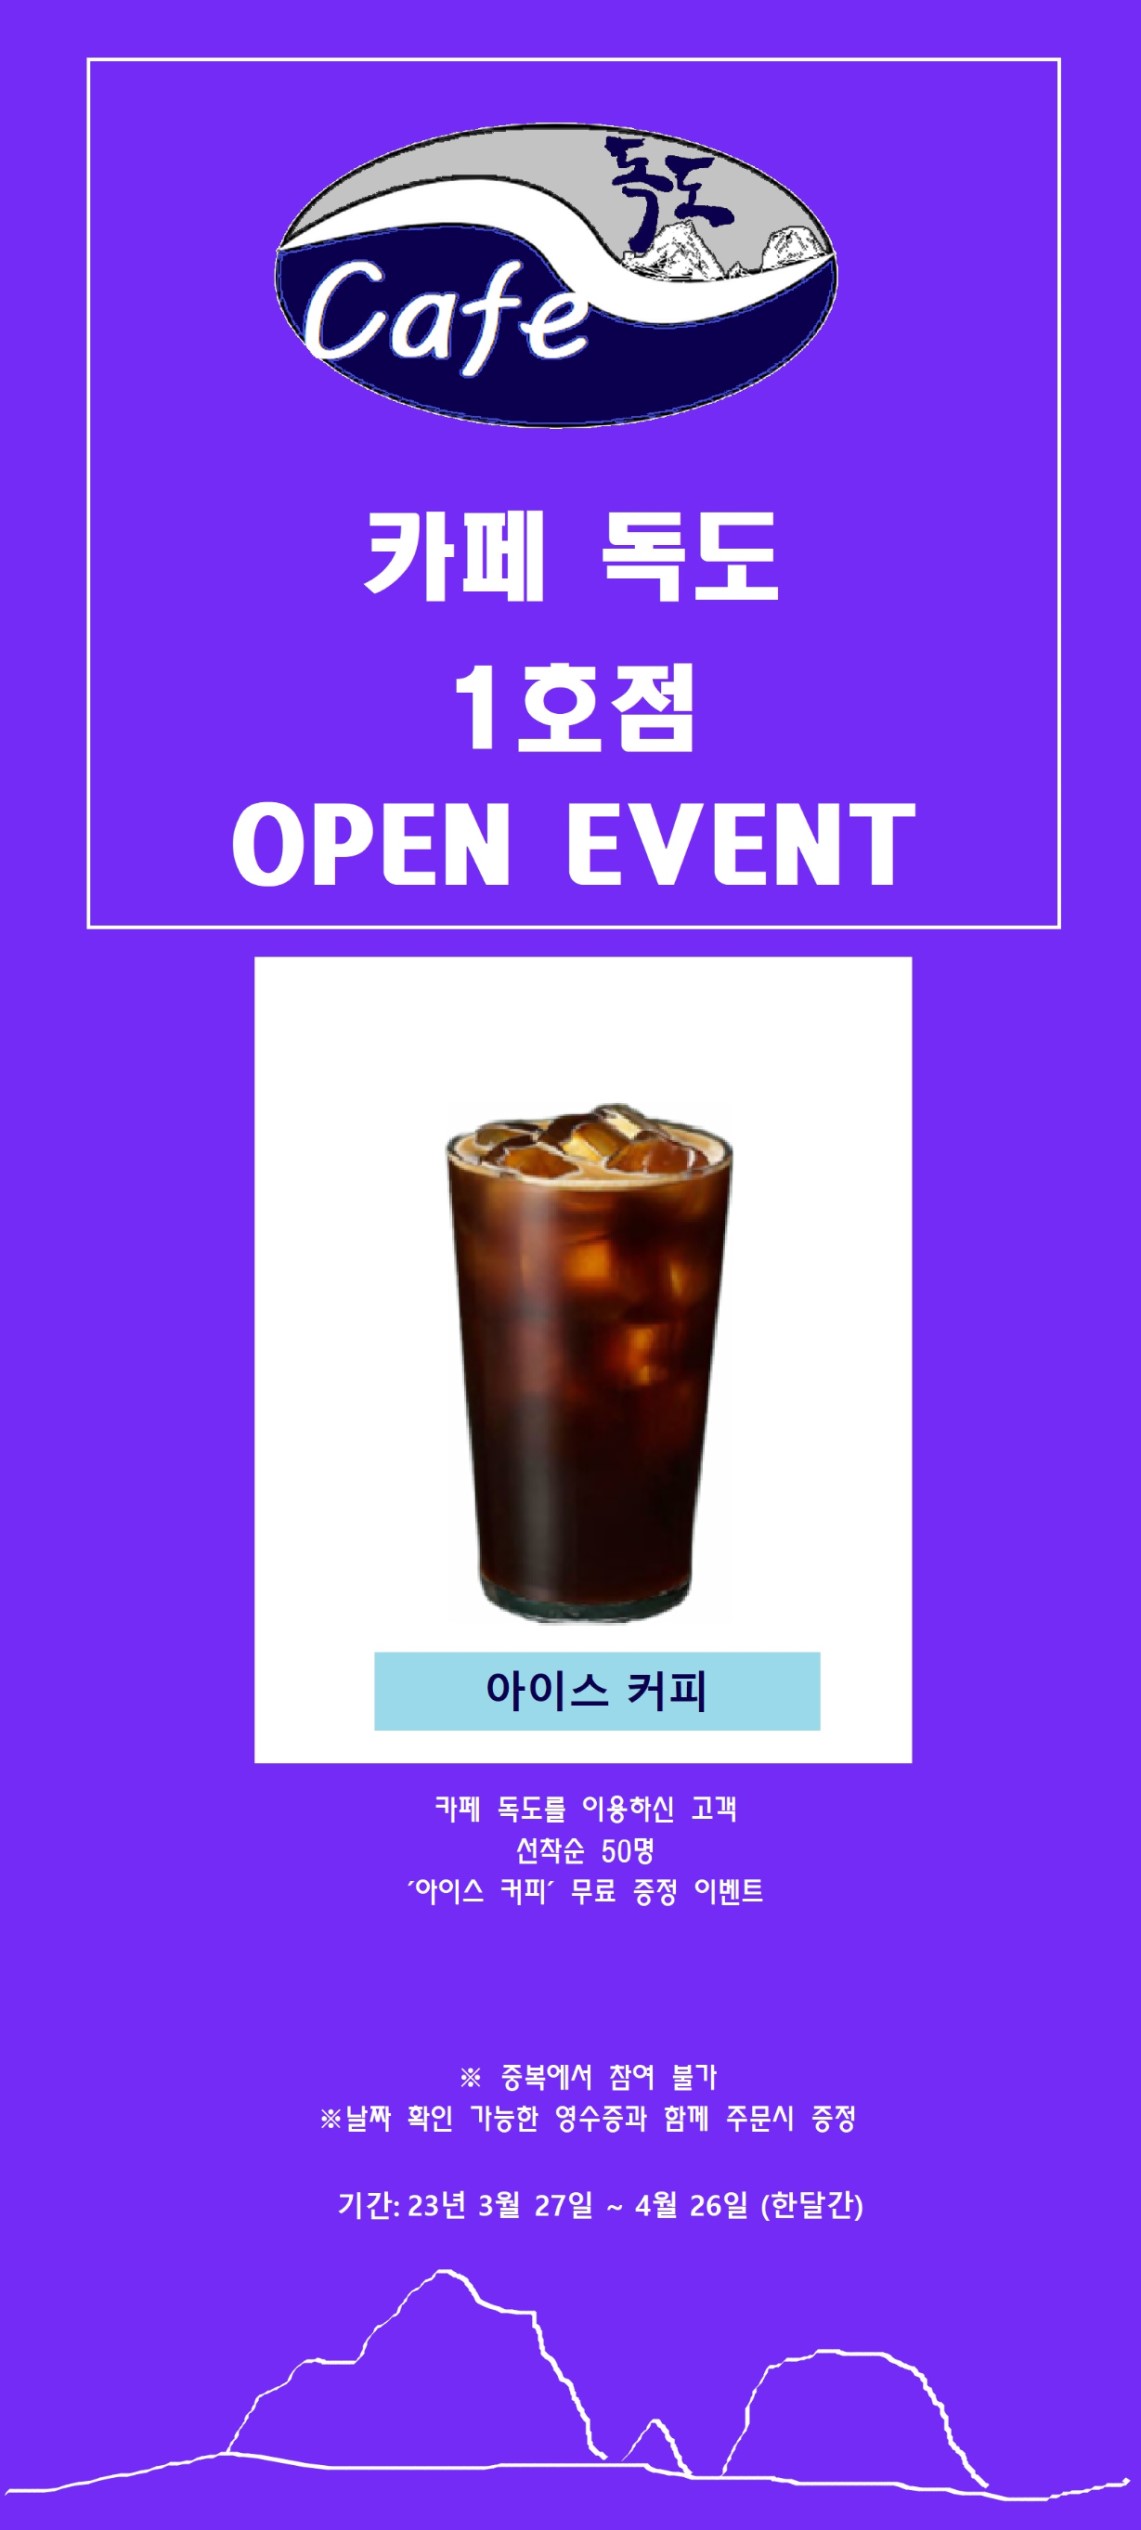 독도
Cafe
카페 독도
1호점
OPEN EVENT
아이스 커피
카페 독도를 이용하신 고객
선착순 50명
´아이스 커피´ 무료 증정 이벤트
※ 중복에서 참여 불가
※날짜 확인 가능한 영수증과 함께 주문시 증정
기간: 23년 3월 27일 ~ 4월 26일 (한달간)